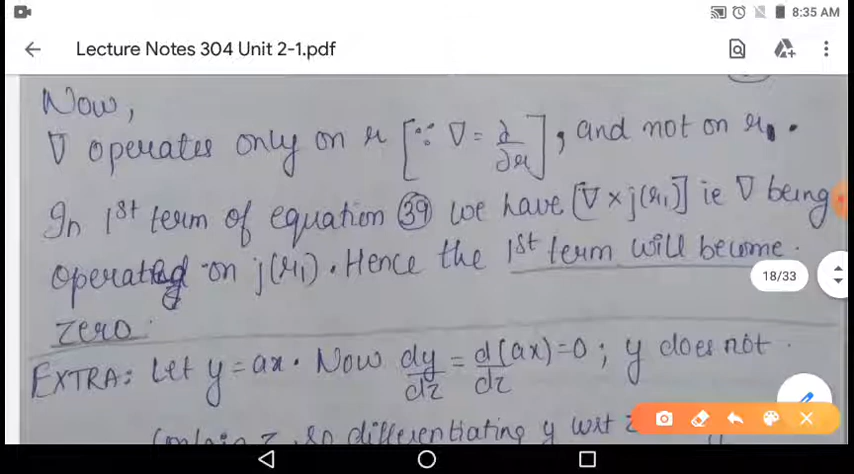 8:35 AM
Lecture Notes 304 Unit 2-1.pdf
Now,
∇ operates only on r [∵ ∇ = ∂/∂r], and not on r₁.
In 1st term of equation (39) we have [∇ × j(r₁)] ie ∇ being
operated on j(r₁). Hence the 1st term will become
18/33
zero.
EXTRA: Let y = ax. Now dy/dz = d(ax)/dz = 0; y does not
contain z, so differentiating y wrt z